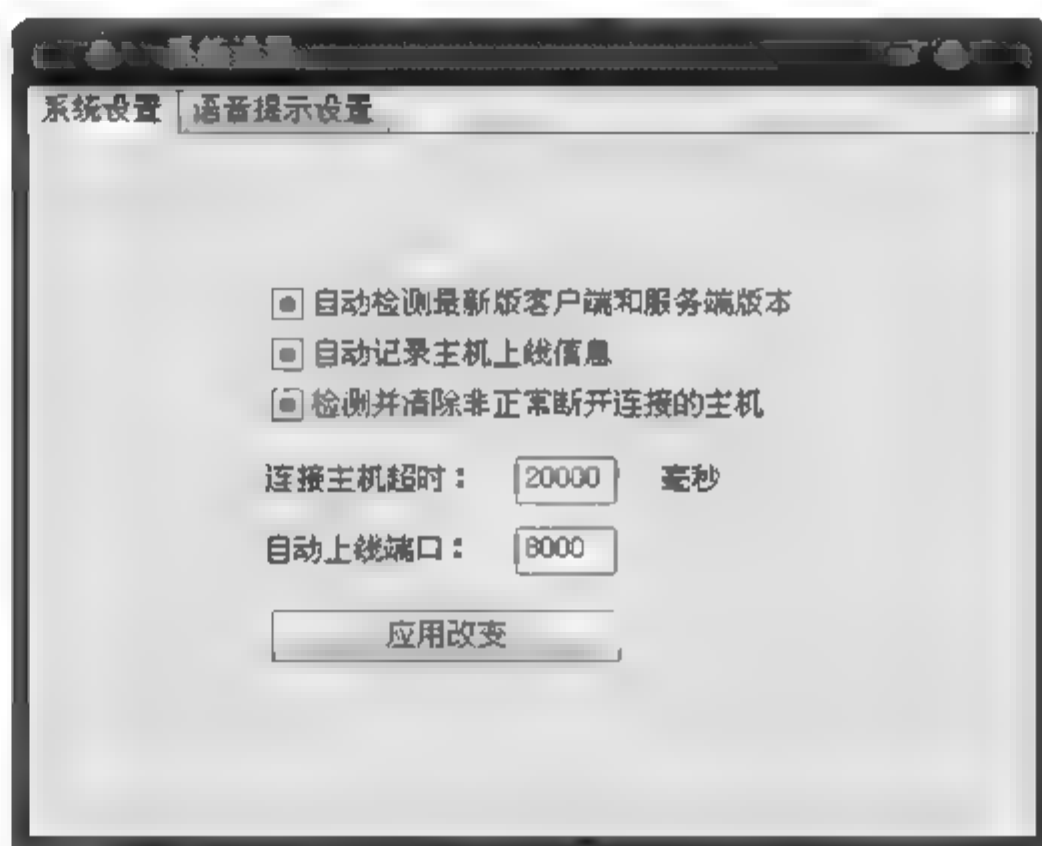 系统设置 语音提示设置
自动检测最新版客户端和服务端版本
自动记录主机上线信息
检测并清除非正常断开连接的主机
连接主机超时： 20000 毫秒
自动上线端口： 8000
应用改变